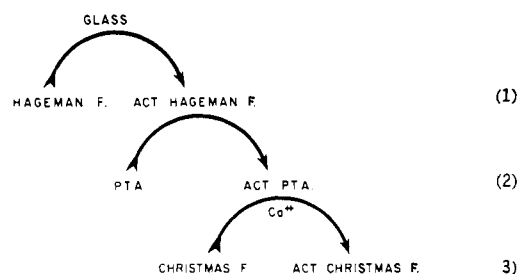 GLASS
HAGEMAN F. ACT HAGEMAN F. (1)
PTA ACT PTA. (2)
Ca++
CHRISTMAS F ACT CHRISTMAS F. 3)